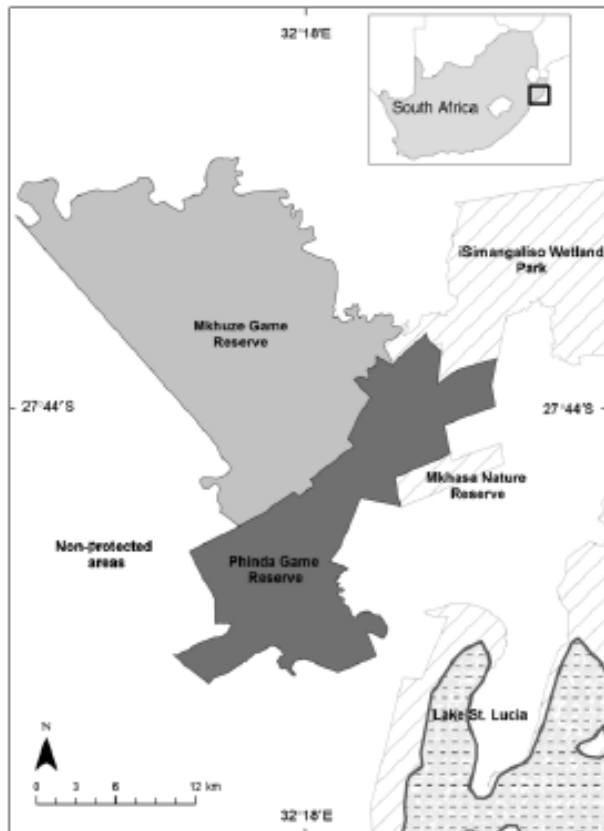 32°18'E
South Africa
iSimangaliso Wetland
Park
Mkhuze Game
Reserve
27°44'S
27°44'S
Mkhasa Nature
Reserve
Non-protected
areas
Phinda Game
Reserve
Lake St. Lucia
N
0 3 6 12 km
32°18'E